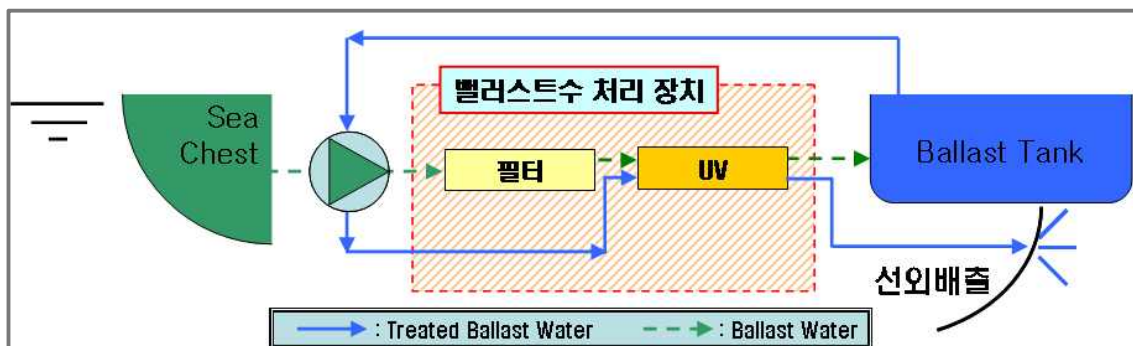 밸러스트수 처리 장치
Sea
Chest
필터
UV
Ballast Tank
선외배출
: Treated Ballast Water
: Ballast Water